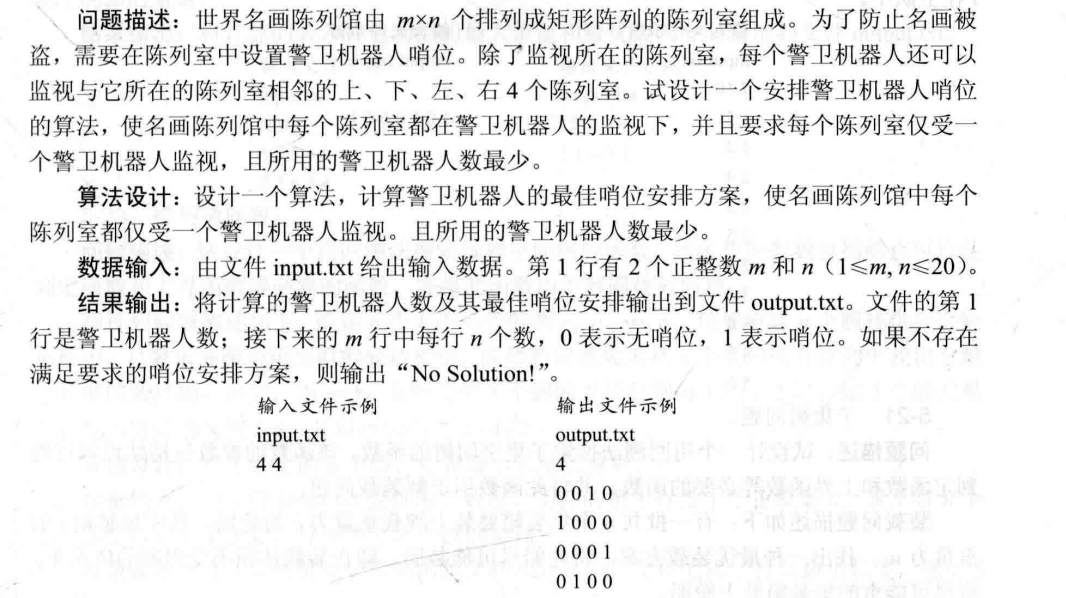 问题描述：世界名画陈列馆由 m×n 个排列成矩形阵列的陈列室组成。为了防止名画被
盗，需要在陈列室中设置警卫机器人哨位。除了监视所在的陈列室，每个警卫机器人还可以
监视与它所在的陈列室相邻的上、下、左、右 4 个陈列室。试设计一个安排警卫机器人哨位
的算法，使名画陈列馆中每个陈列室都在警卫机器人的监视下，并且要求每个陈列室仅受一
个警卫机器人监视，且所用的警卫机器人数最少。
算法设计：设计一个算法，计算警卫机器人的最佳哨位安排方案，使名画陈列馆中每个
陈列室都仅受一个警卫机器人监视。且所用的警卫机器人数最少。
数据输入：由文件 input.txt 给出输入数据。第 1 行有 2 个正整数 m 和 n（1≤m, n≤20）。
结果输出：将计算的警卫机器人数及其最佳哨位安排输出到文件 output.txt。文件的第 1
行是警卫机器人数；接下来的 m 行中每行 n 个数，0 表示无哨位，1 表示哨位。如果不存在
满足要求的哨位安排方案，则输出“No Solution!”。
输入文件示例 输出文件示例
input.txt output.txt
4 4 4
0 0 1 0
1 0 0 0
0 0 0 1
0 1 0 0